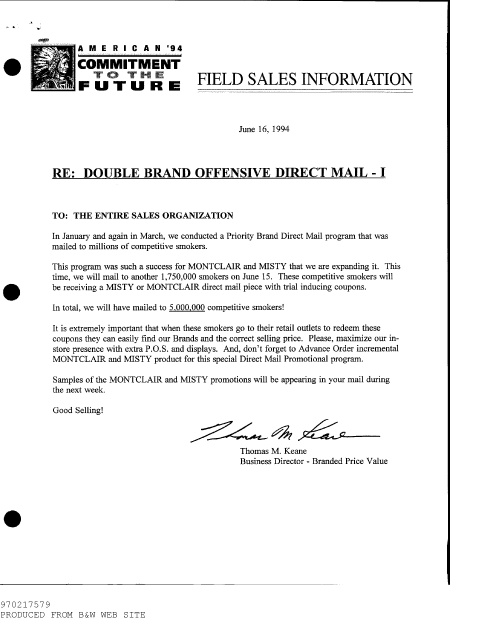 AMERICAN '94
COMMITMENT
TO THE
FUTURE
FIELD SALES INFORMATION
June 16, 1994
RE: DOUBLE BRAND OFFENSIVE DIRECT MAIL - I
TO: THE ENTIRE SALES ORGANIZATION
In January and again in March, we conducted a Priority Brand Direct Mail program that was
mailed to millions of competitive smokers.
This program was such a success for MONTCLAIR and MISTY that we are expanding it. This
time, we will mail to another 1,750,000 smokers on June 15. These competitive smokers will
be receiving a MISTY or MONTCLAIR direct mail piece with trial inducing coupons.
In total, we will have mailed to 5,000,000 competitive smokers!
It is extremely important that when these smokers go to their retail outlets to redeem these
coupons they can easily find our Brands and the correct selling price. Please, maximize our in-
store presence with extra P.O.S. and displays. And, don't forget to Advance Order incremental
MONTCLAIR and MISTY product for this special Direct Mail Promotional program.
Samples of the MONTCLAIR and MISTY promotions will be appearing in your mail during
the next week.
Good Selling!
Thomas M Keane
Thomas M. Keane
Business Director - Branded Price Value
970217579
PRODUCED FROM B&W WEB SITE